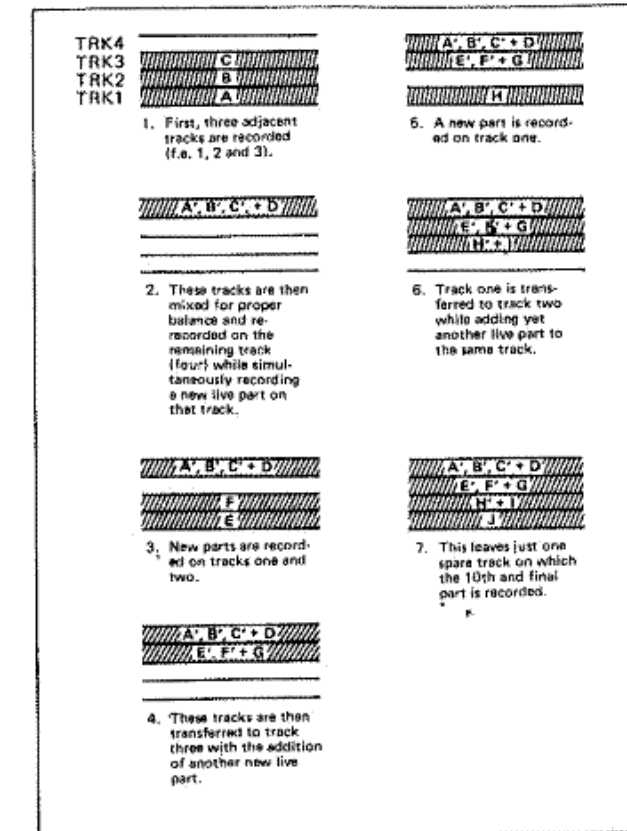 TRK4
TRK3 C
TRK2 B
TRK1 A
1. First, three adjacent
tracks are recorded
(f.e. 1, 2 and 3).
A', B', C', + D
2. These tracks are then
mixed for proper
balance and re-
recorded on the
remaining track
(four) while simul-
taneously recording
a new live part on
that track.
A', B', C' + D
F
E
3. New parts are record-
ed on tracks one and
two.
A', B', C' + D
E', F' + G
4. These tracks are then
transferred to track
three with the addition
of another new live
part.
A', B', C' + D
E', F' + G
H
5. A new part is record-
ed on track one.
A', B', C' + D
E', F' + G
H' + I
6. Track one is trans-
ferred to track two
while adding yet
another live part to
the same track.
A', B', C' + D
E', F' + G
H' + I
J
7. This leaves just one
spare track on which
the 10th and final
part is recorded.